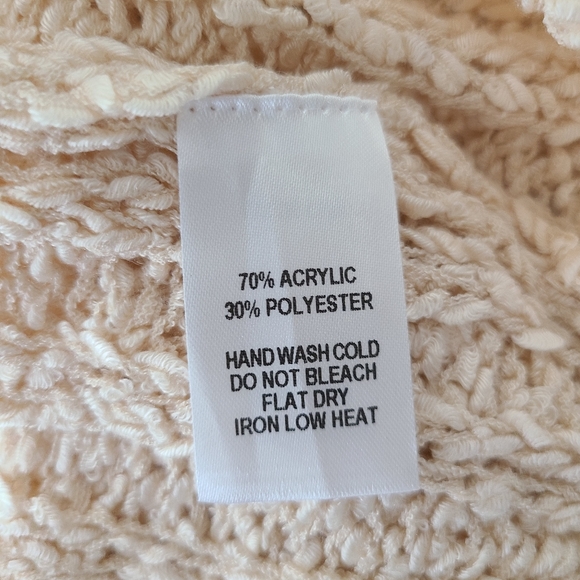 70% ACRYLIC
30% POLYESTER
HAND WASH COLD
DO NOT BLEACH
FLAT DRY
IRON LOW HEAT